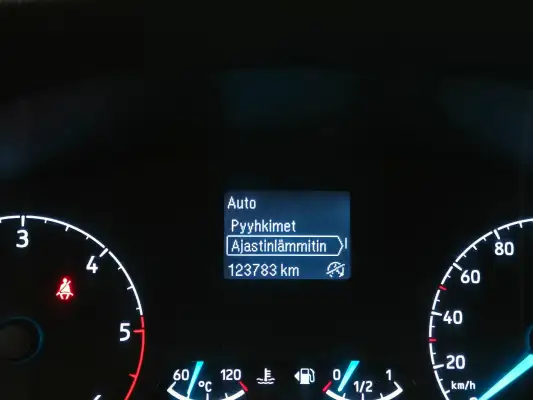 Auto
Pyyhkimet
Ajastinlämmitin
123783 km
3
4
5
60 °C 120
0 1/2 1
80
60
40
20
km/h